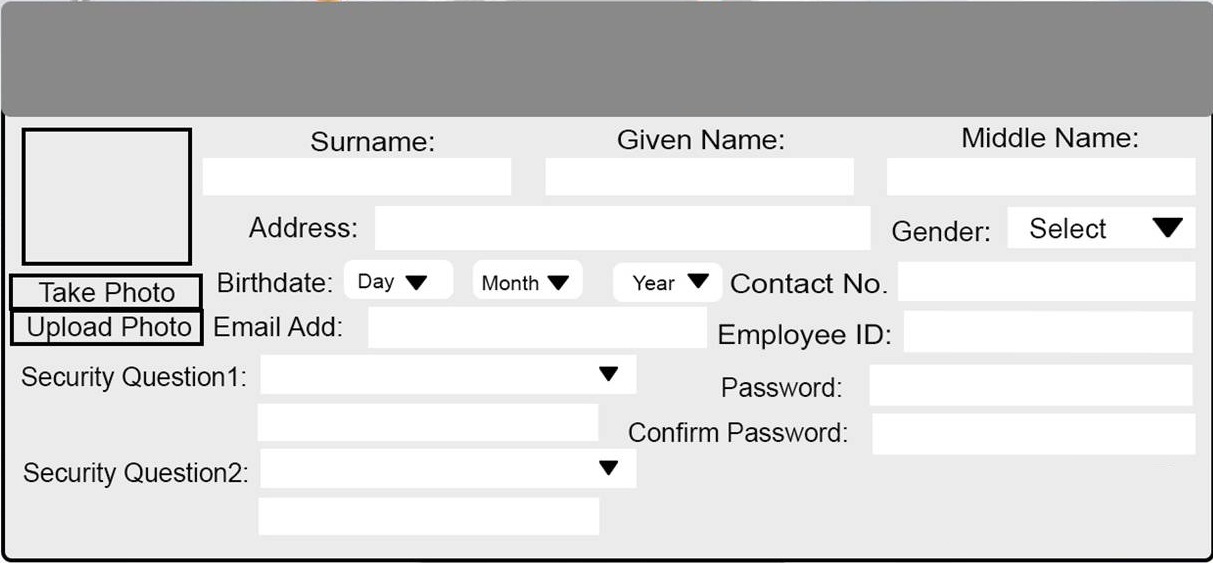 Surname: Given Name: Middle Name:
Address: Gender: Select
Take Photo Birthdate: Day Month Year Contact No.
Upload Photo Email Add: Employee ID:
Security Question1: Password:
Confirm Password:
Security Question2: